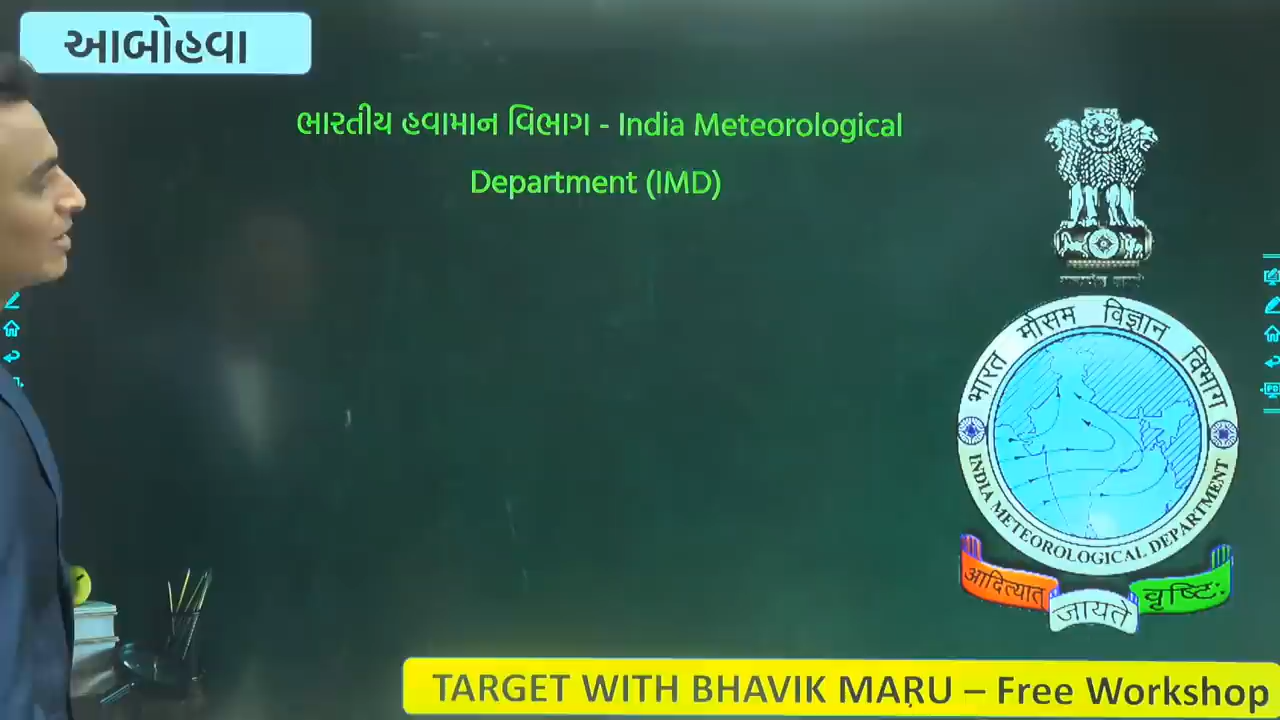 આબોહવા
ભારતીય હવામાન વિભાગ - India Meteorological
Department (IMD)
भारत मौसम विज्ञान विभाग
INDIA METEOROLOGICAL DEPARTMENT
आदित्यात्
जायते
वृष्टिः
TARGET WITH BHAVIK MARU – Free Workshop